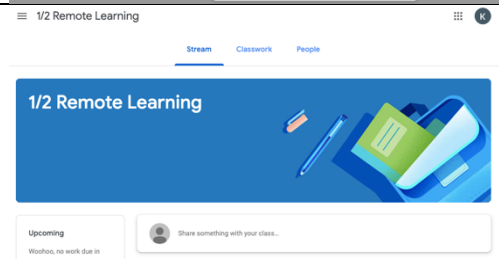 1/2 Remote Learning
K
Stream Classwork People
1/2 Remote Learning
Upcoming
Share something with your class...
Woohoo, no work due in